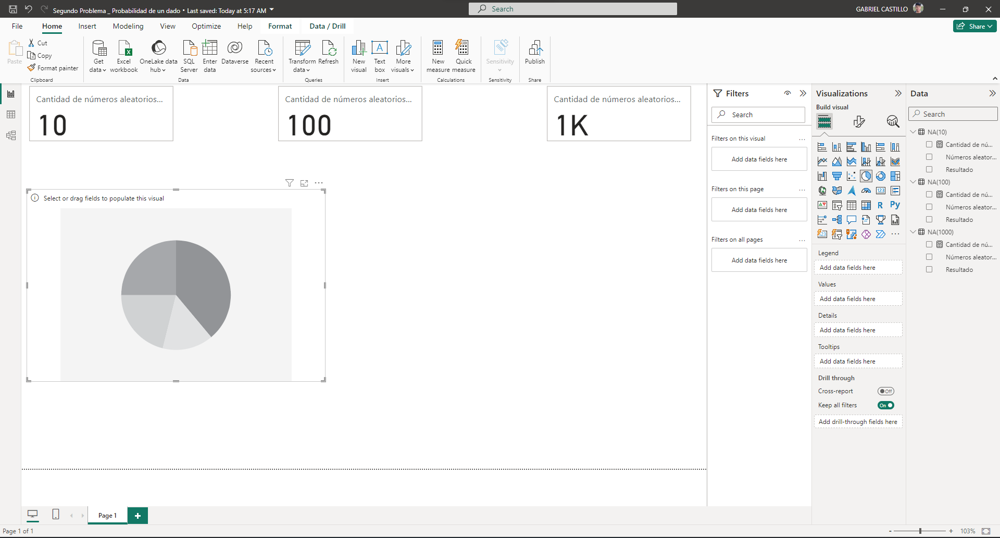 Segundo Problema _ Probabilidad de un dado • Last saved: Today at 5:17 AM
Search
GABRIEL CASTILLO
File
Home
Insert
Modeling
View
Optimize
Help
Format
Data / Drill
Share
Paste
Cut
Copy
Format painter
Clipboard
Get data
Excel workbook
OneLake data hub
SQL Server
Enter data
Dataverse
Recent sources
Data
Transform data
Refresh
Queries
New visual
Text box
More visuals
Insert
New measure
Quick measure
Calculations
Sensitivity
Sensitivity
Publish
Share
Cantidad de números aleatorios...
10
Cantidad de números aleatorios...
100
Cantidad de números aleatorios...
1K
Select or drag fields to populate this visual
Filters
Search
Filters on this visual
Add data fields here
Filters on this page
Add data fields here
Filters on all pages
Add data fields here
Visualizations
Build visual
123
R
Py
123
Legend
Add data fields here
Values
Add data fields here
Details
Add data fields here
Tooltips
Add data fields here
Drill through
Cross-report
Off
Keep all filters
On
Add drill-through fields here
Data
Search
NA(10)
Cantidad de nú...
Números aleator...
Resultado
NA(100)
Cantidad de nú...
Números aleator...
Resultado
NA(1000)
Cantidad de nú...
Números aleator...
Resultado
Page 1
+
Page 1 of 1
- + 103%